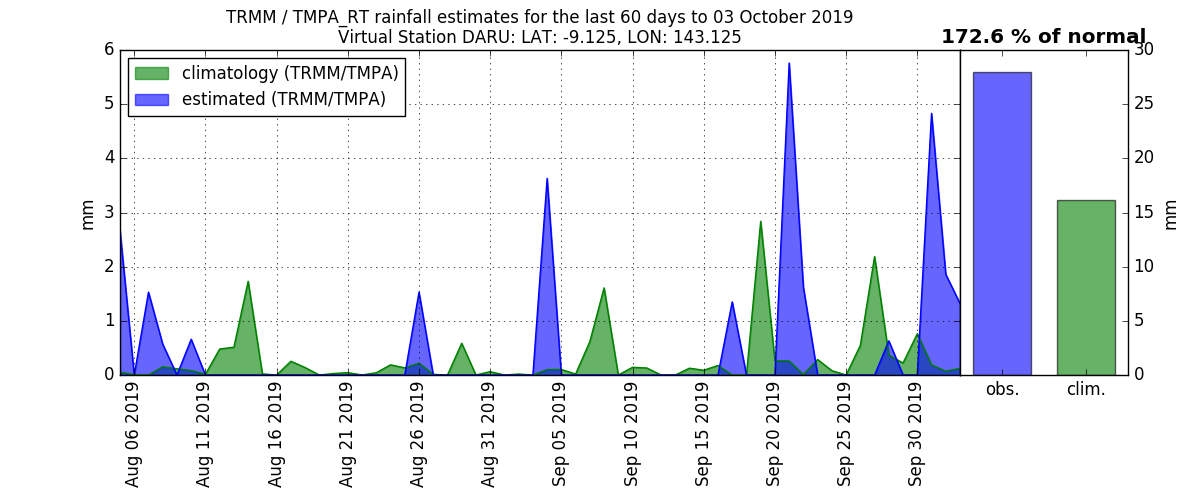 TRMM / TMPA_RT rainfall estimates for the last 60 days to 03 October 2019
Virtual Station DARU: LAT: -9.125, LON: 143.125
172.6 % of normal
climatology (TRMM/TMPA)
estimated (TRMM/TMPA)
6
5
4
3
2
1
0
mm
30
25
20
15
10
5
0
mm
Aug 06 2019
Aug 11 2019
Aug 16 2019
Aug 21 2019
Aug 26 2019
Aug 31 2019
Sep 05 2019
Sep 10 2019
Sep 15 2019
Sep 20 2019
Sep 25 2019
Sep 30 2019
obs.
clim.